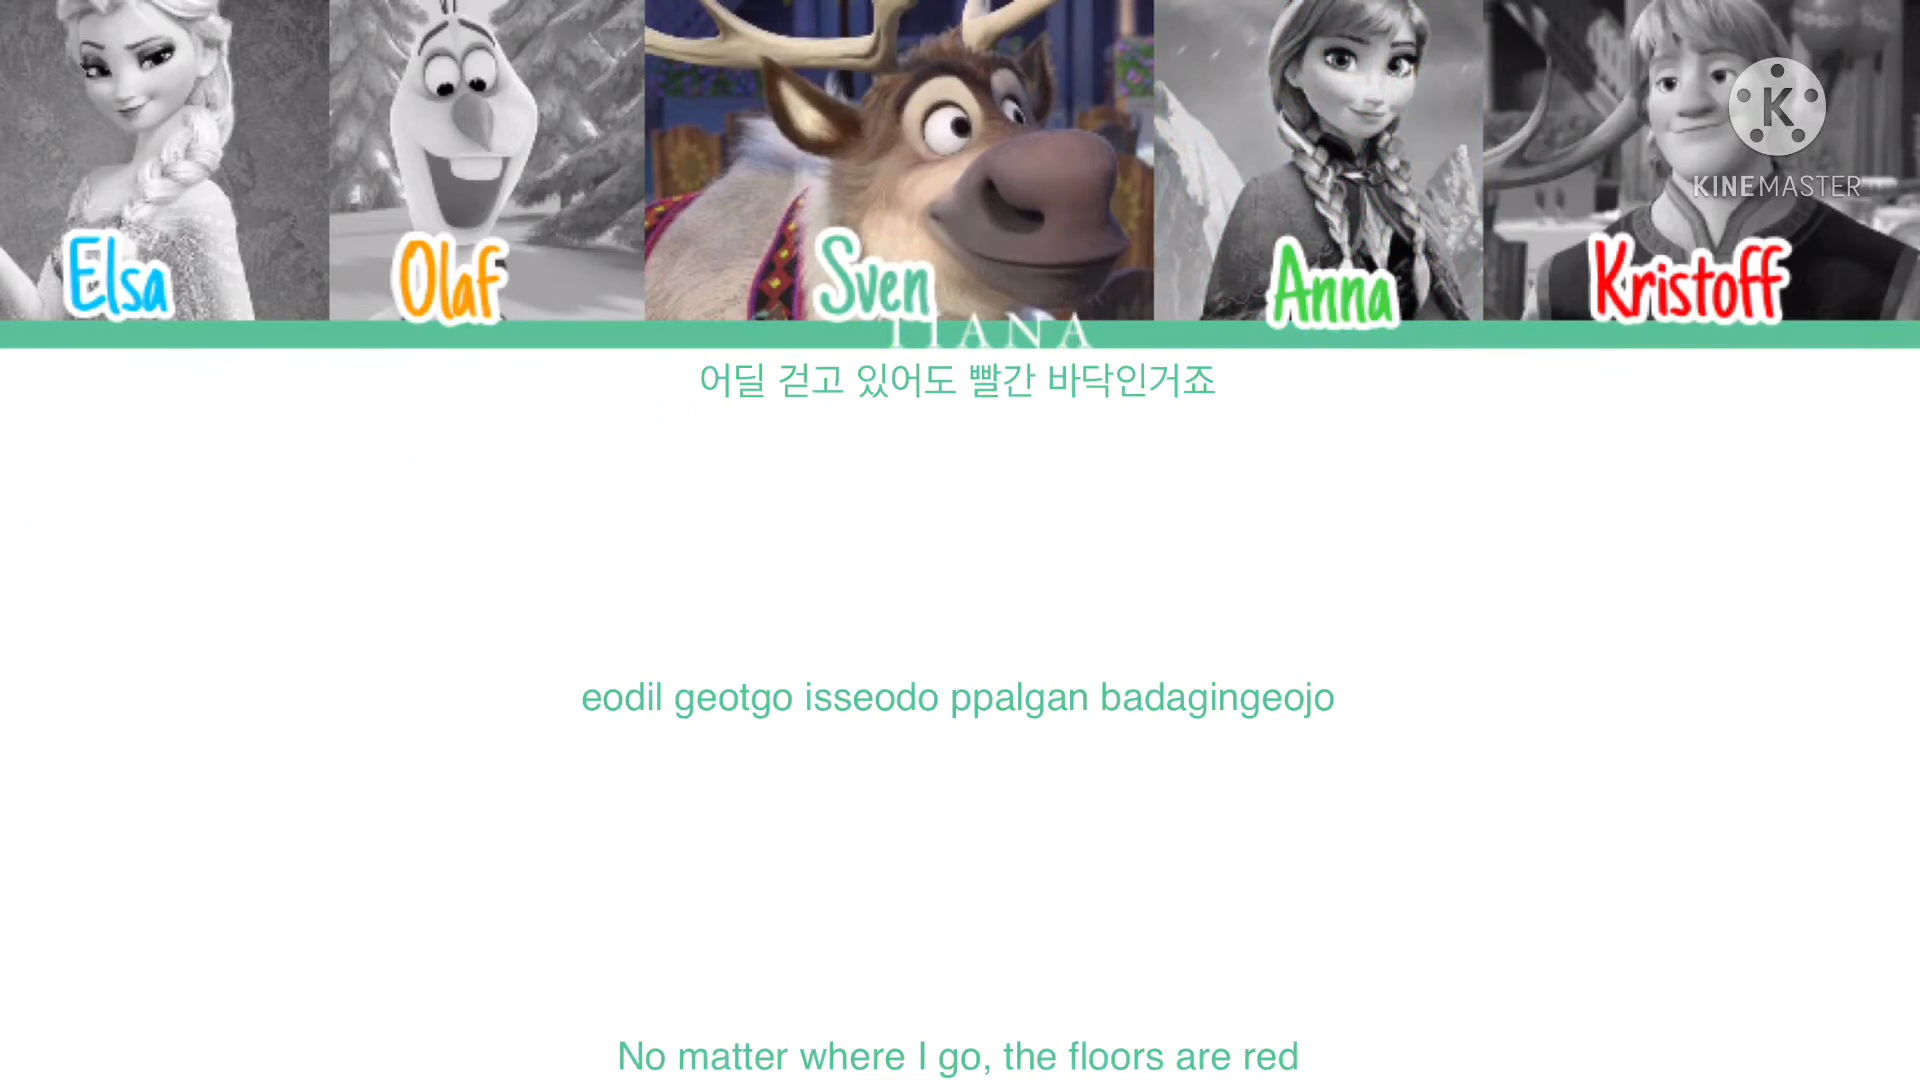 Elsa
Olaf
Sven
Anna
Kristoff
K
KINEMASTER
TIANA
어딜 걷고 있어도 빨간 바닥인거죠
eodil geotgo isseodo ppalgan badagingeojo
No matter where I go, the floors are red